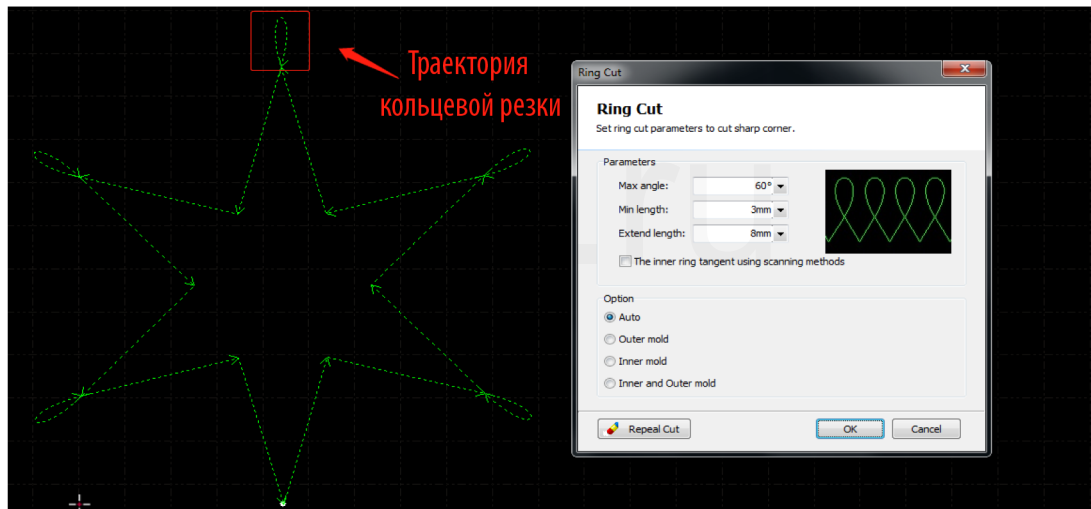 Траектория
кольцевой резки
Ring Cut
Ring Cut
Set ring cut parameters to cut sharp corner.
Parameters
Max angle: 60°
Min length: 3mm
Extend length: 8mm
The inner ring tangent using scanning methods
Option
Auto
Outer mold
Inner mold
Inner and Outer mold
Repeal Cut OK Cancel